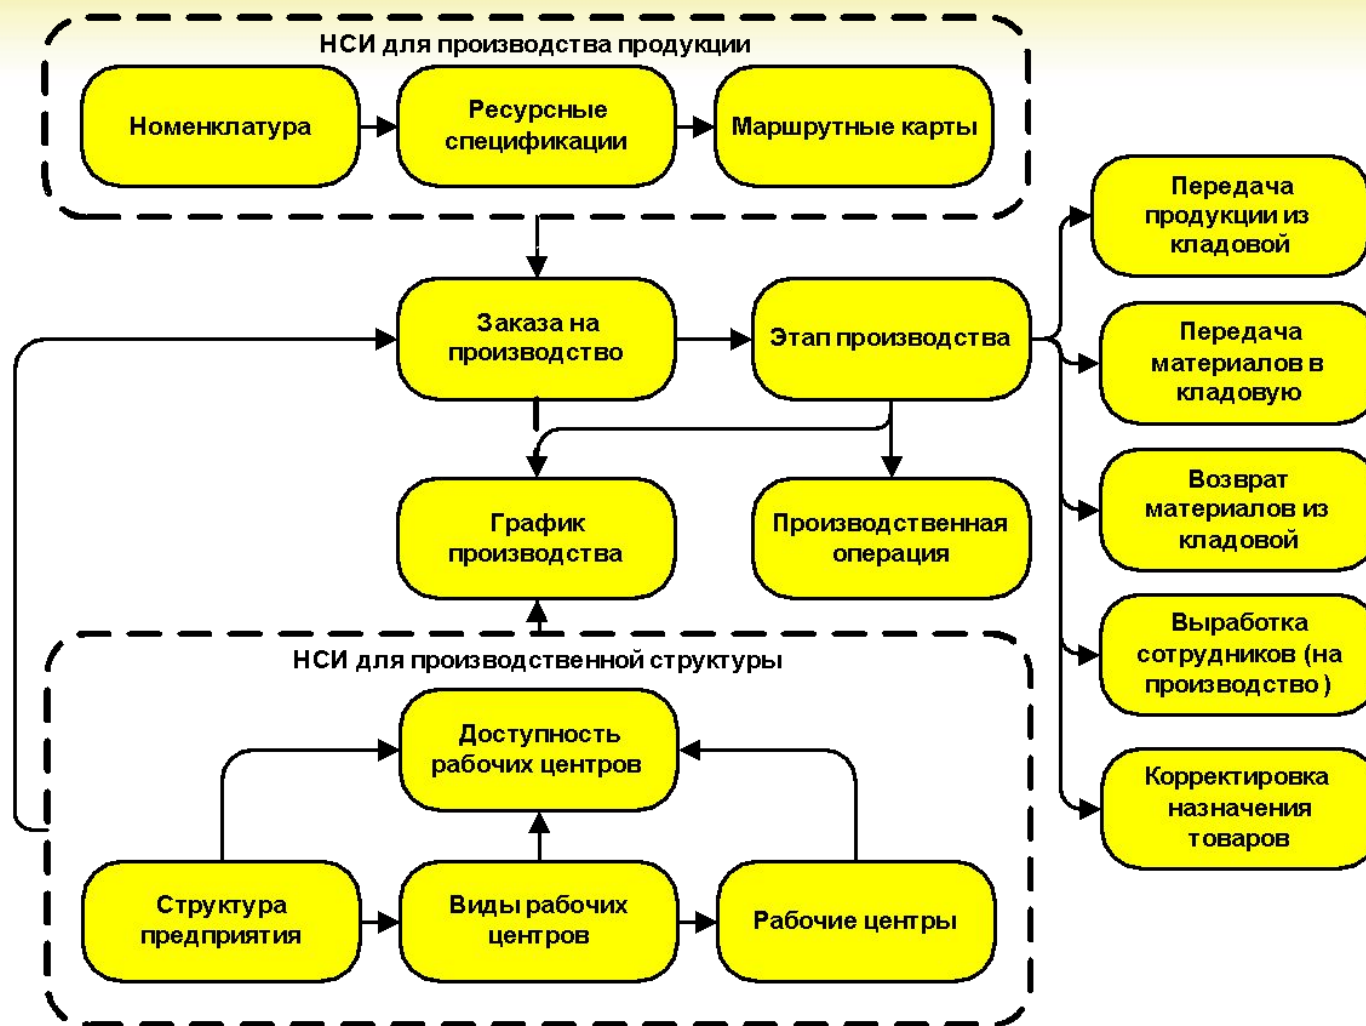 НСИ для производства продукции
Номенклатура
Ресурсные
спецификации
Маршрутные карты
Передача
продукции из
кладовой
Заказа на
производство
Этап производства
Передача
материалов в
кладовую
График
производства
Производственная
операция
Возврат
материалов из
кладовой
Выработка
сотрудников (на
производство )
НСИ для производственной структуры
Доступность
рабочих центров
Корректировка
назначения
товаров
Структура
предприятия
Виды рабочих
центров
Рабочие центры